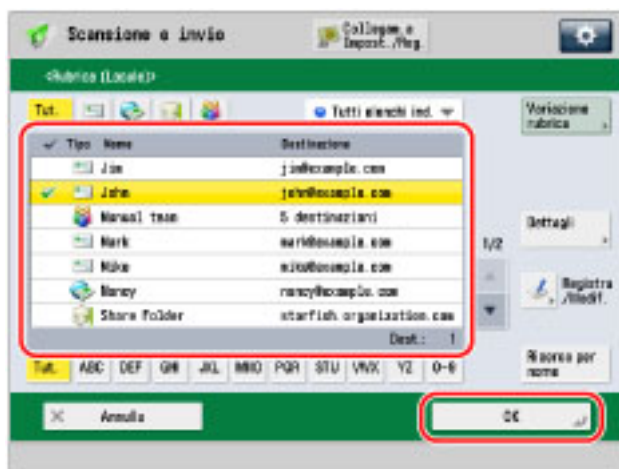 Scansione e invio
Collegam. a
Impost./Reg.
<Rubrica (Locale)>
Tut.
Tutti elenchi ind.
Variazione
rubrica
Tipo Nome Destinazione
Jim jim@example.com
John john@example.com
Manual team 5 destinazioni
Mark mark@example.com
Mike mike@example.com
Nancy nancy@example.com
Share Folder starfish.organization.com
Dest.: 1
1/2
Dettagli
Registra
/Modif.
Ricerca per
nome
Tut. ABC DEF GHI JKL MNO PQR STU VWX YZ 0-9
Annulla
OK